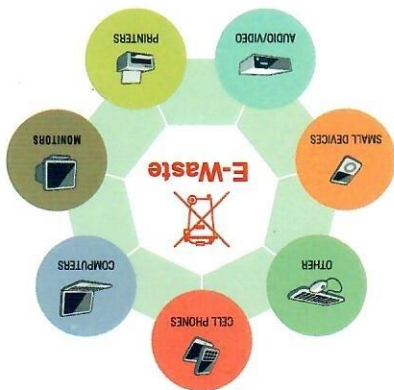 CELL PHONES
COMPUTERS
OTHER
E-Waste
MONITORS
SMALL DEVICES
PRINTERS
AUDIO/VIDEO